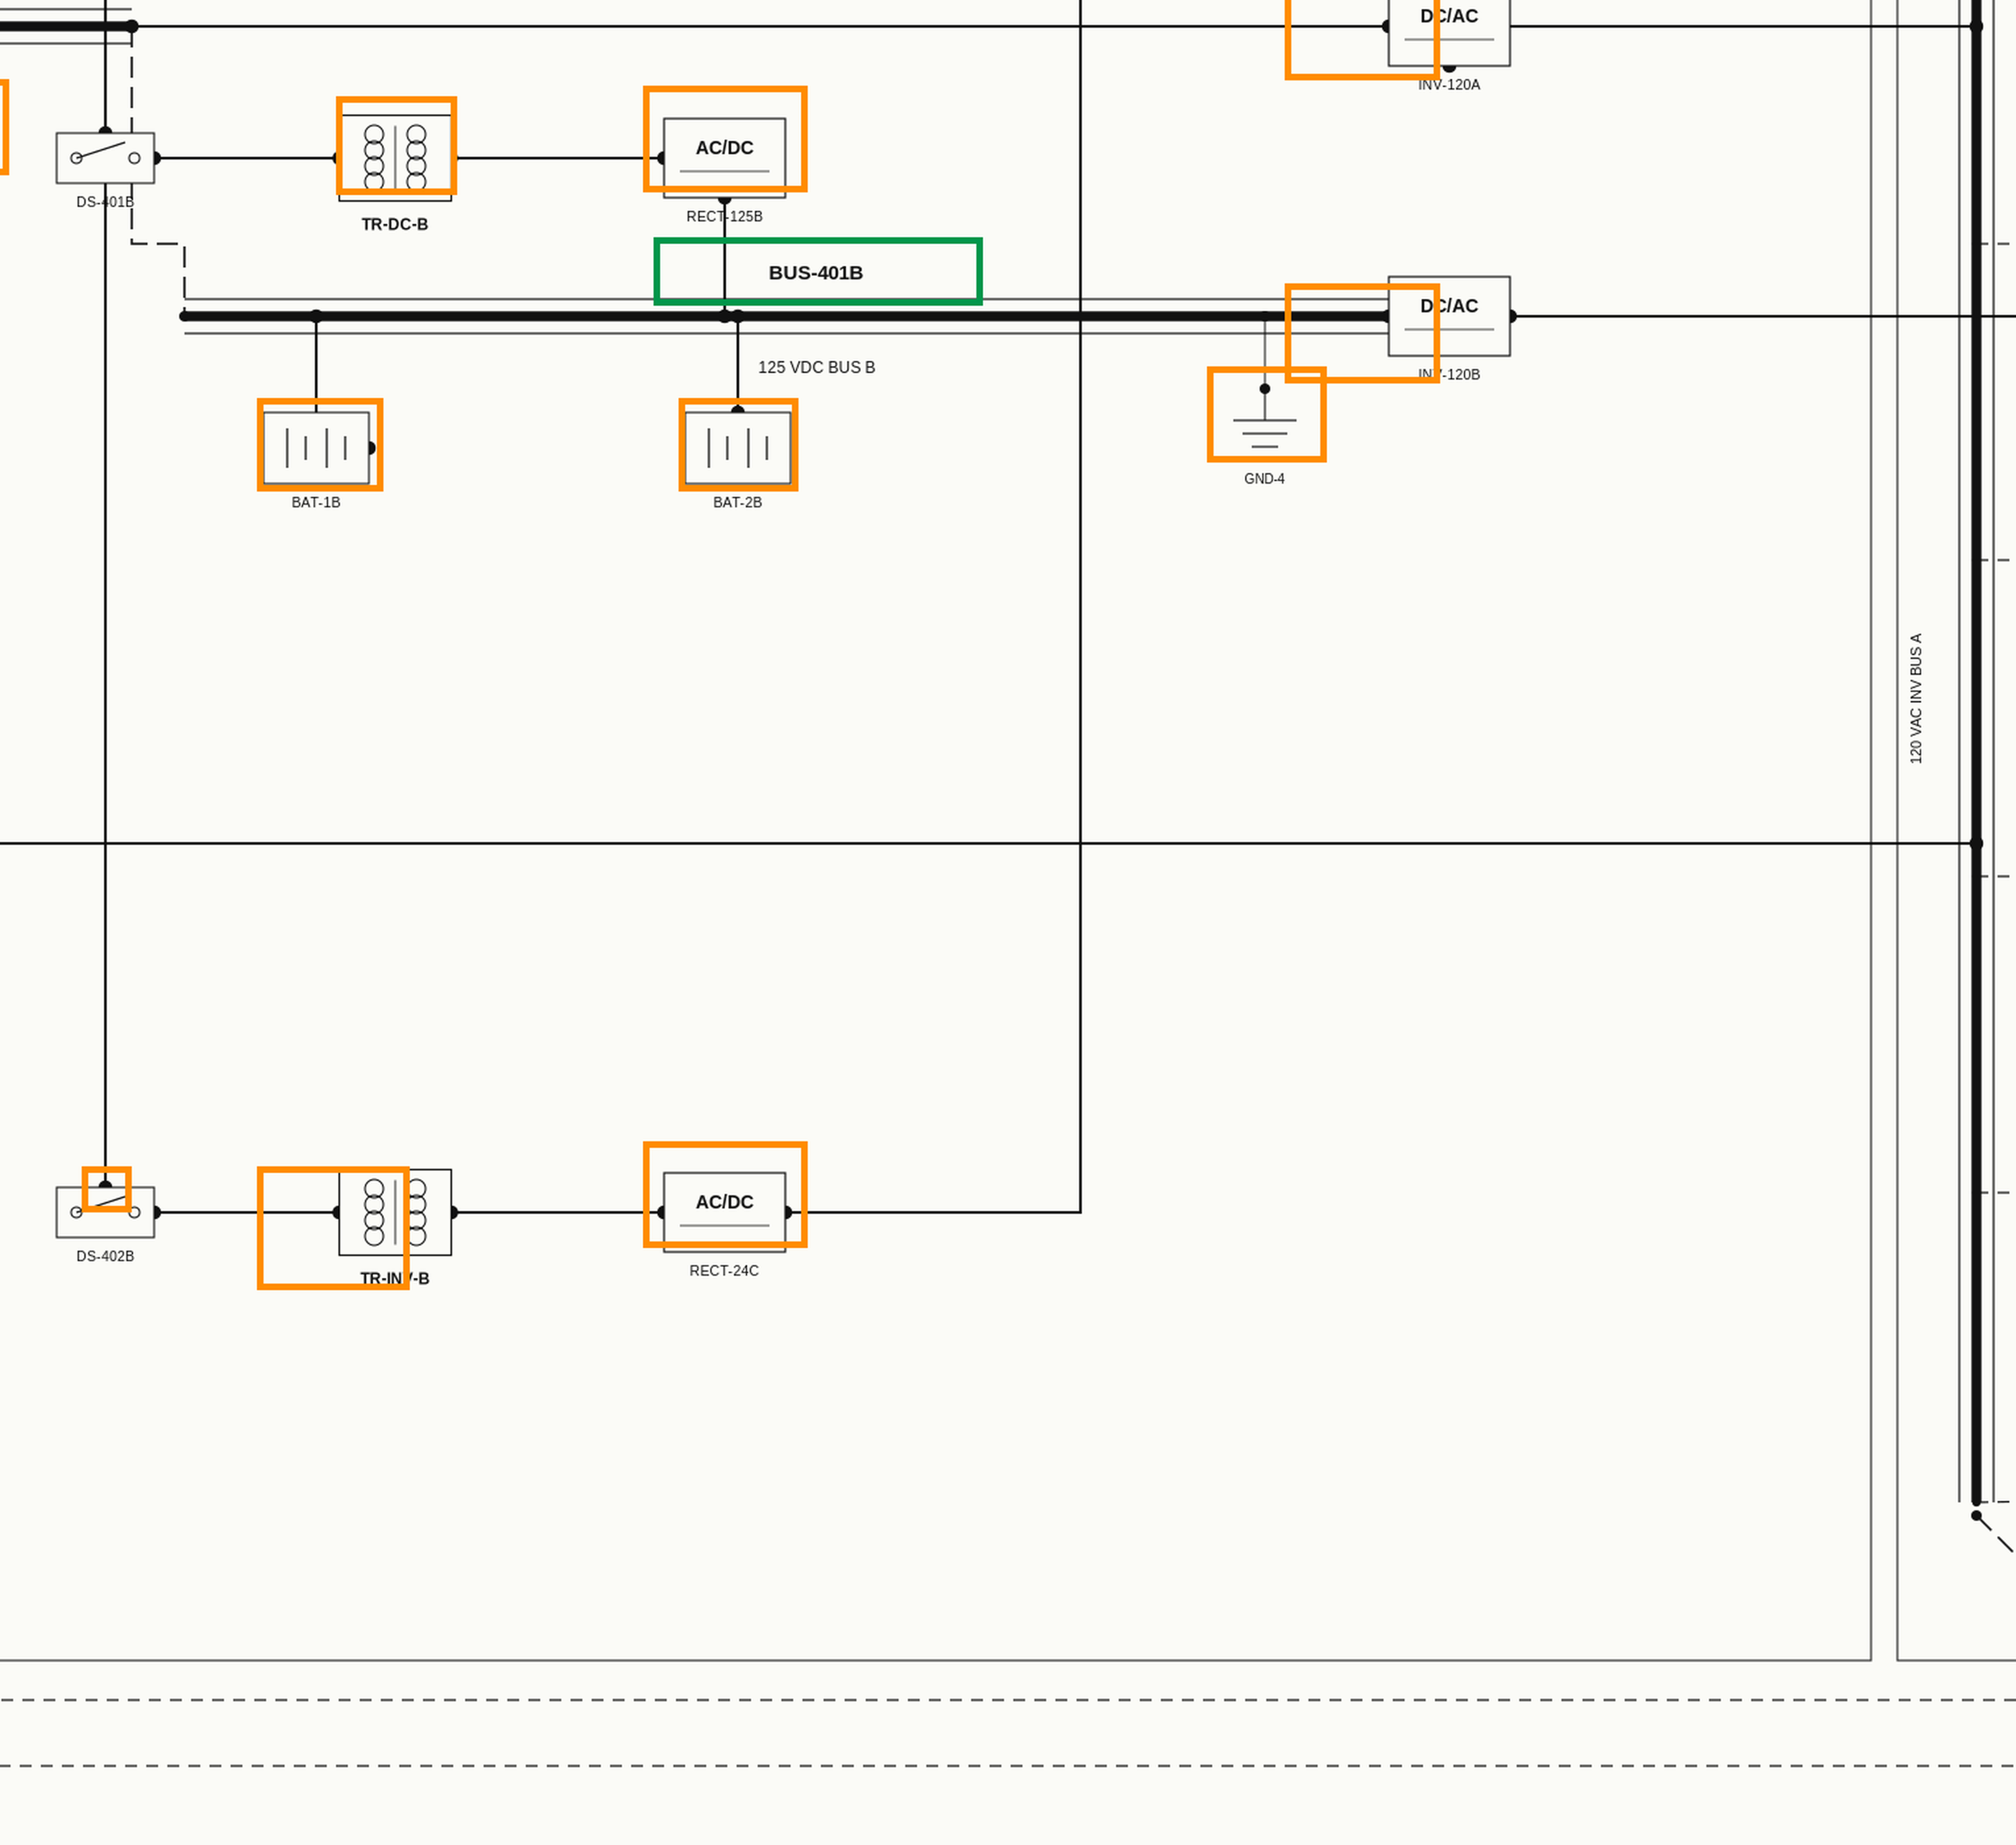 DC/AC
INV-120A
AC/DC
DS-401B
RECT-125B
TR-DC-B
BUS-401B
DC/AC
125 VDC BUS B
INV-120B
GND-4
BAT-1B
BAT-2B
120 VAC INV BUS A
AC/DC
DS-402B
RECT-24C
TR-INV-B